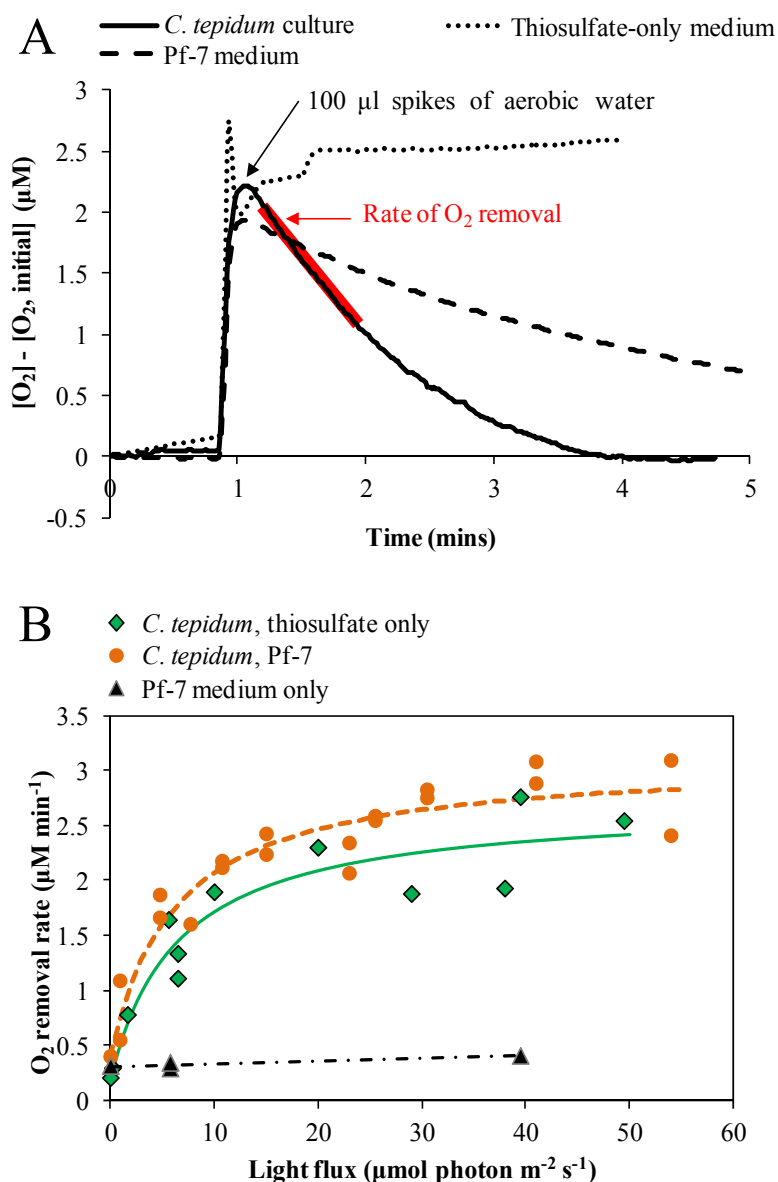 A
C. tepidum culture
Thiosulfate-only medium
Pf-7 medium
100 µl spikes of aerobic water
Rate of O₂ removal
[O₂] - [O₂, initial] (µM)
3
2.5
2
1.5
1
0.5
0
-0.5
0 1 2 3 4 5
Time (mins)
B
C. tepidum, thiosulfate only
C. tepidum, Pf-7
Pf-7 medium only
O₂ removal rate (µM min⁻¹)
3.5
3
2.5
2
1.5
1
0.5
0
0 10 20 30 40 50 60
Light flux (µmol photon m⁻² s⁻¹)